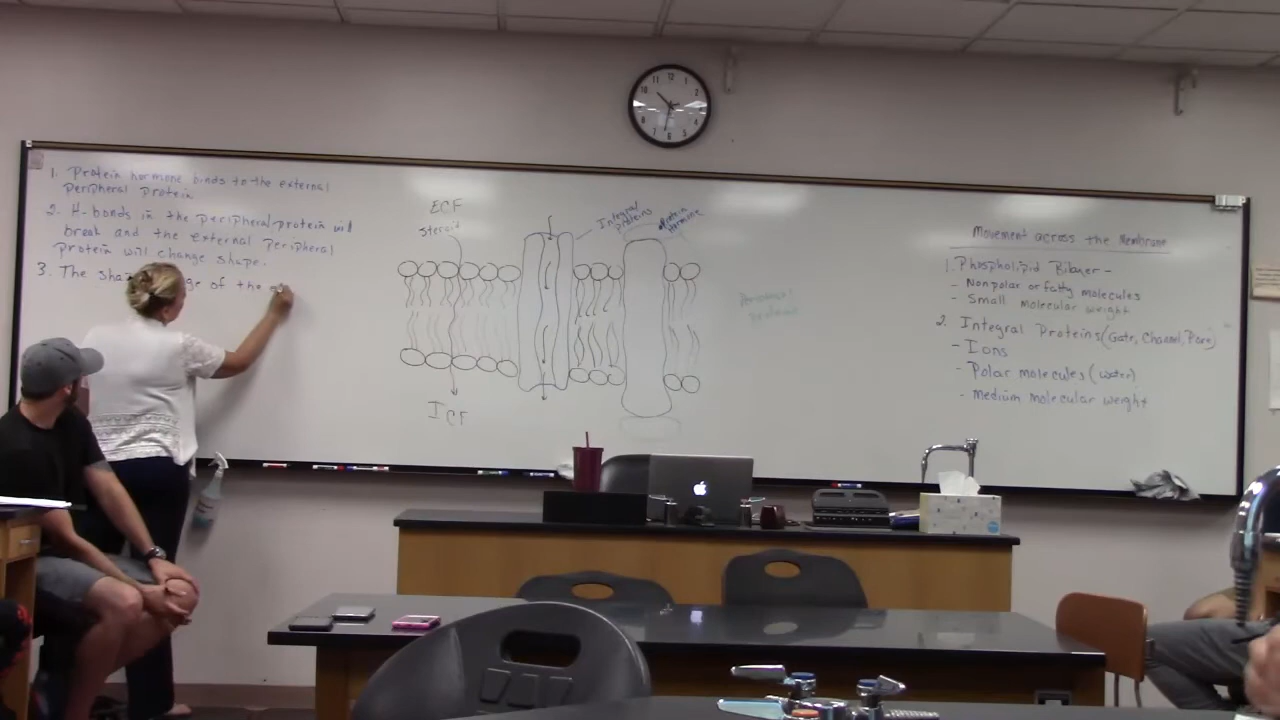 1. Protein hormone binds to the external
Peripheral protein
2. H-bonds in the peripheral protein will
break and the external peripheral
protein will change shape.
3. The of the
ECF
steroid
Integral
proteins
Protein
Hormone
ICF
Peripheral
proteins
Movement across the Membrane
1. Phospholipid Bilayer -
- Nonpolar or fatty molecules
- Small molecular weight
2. Integral Proteins (Gate, Channel, Pore)
- Ions
- Polar molecules (water)
- Medium molecular weight